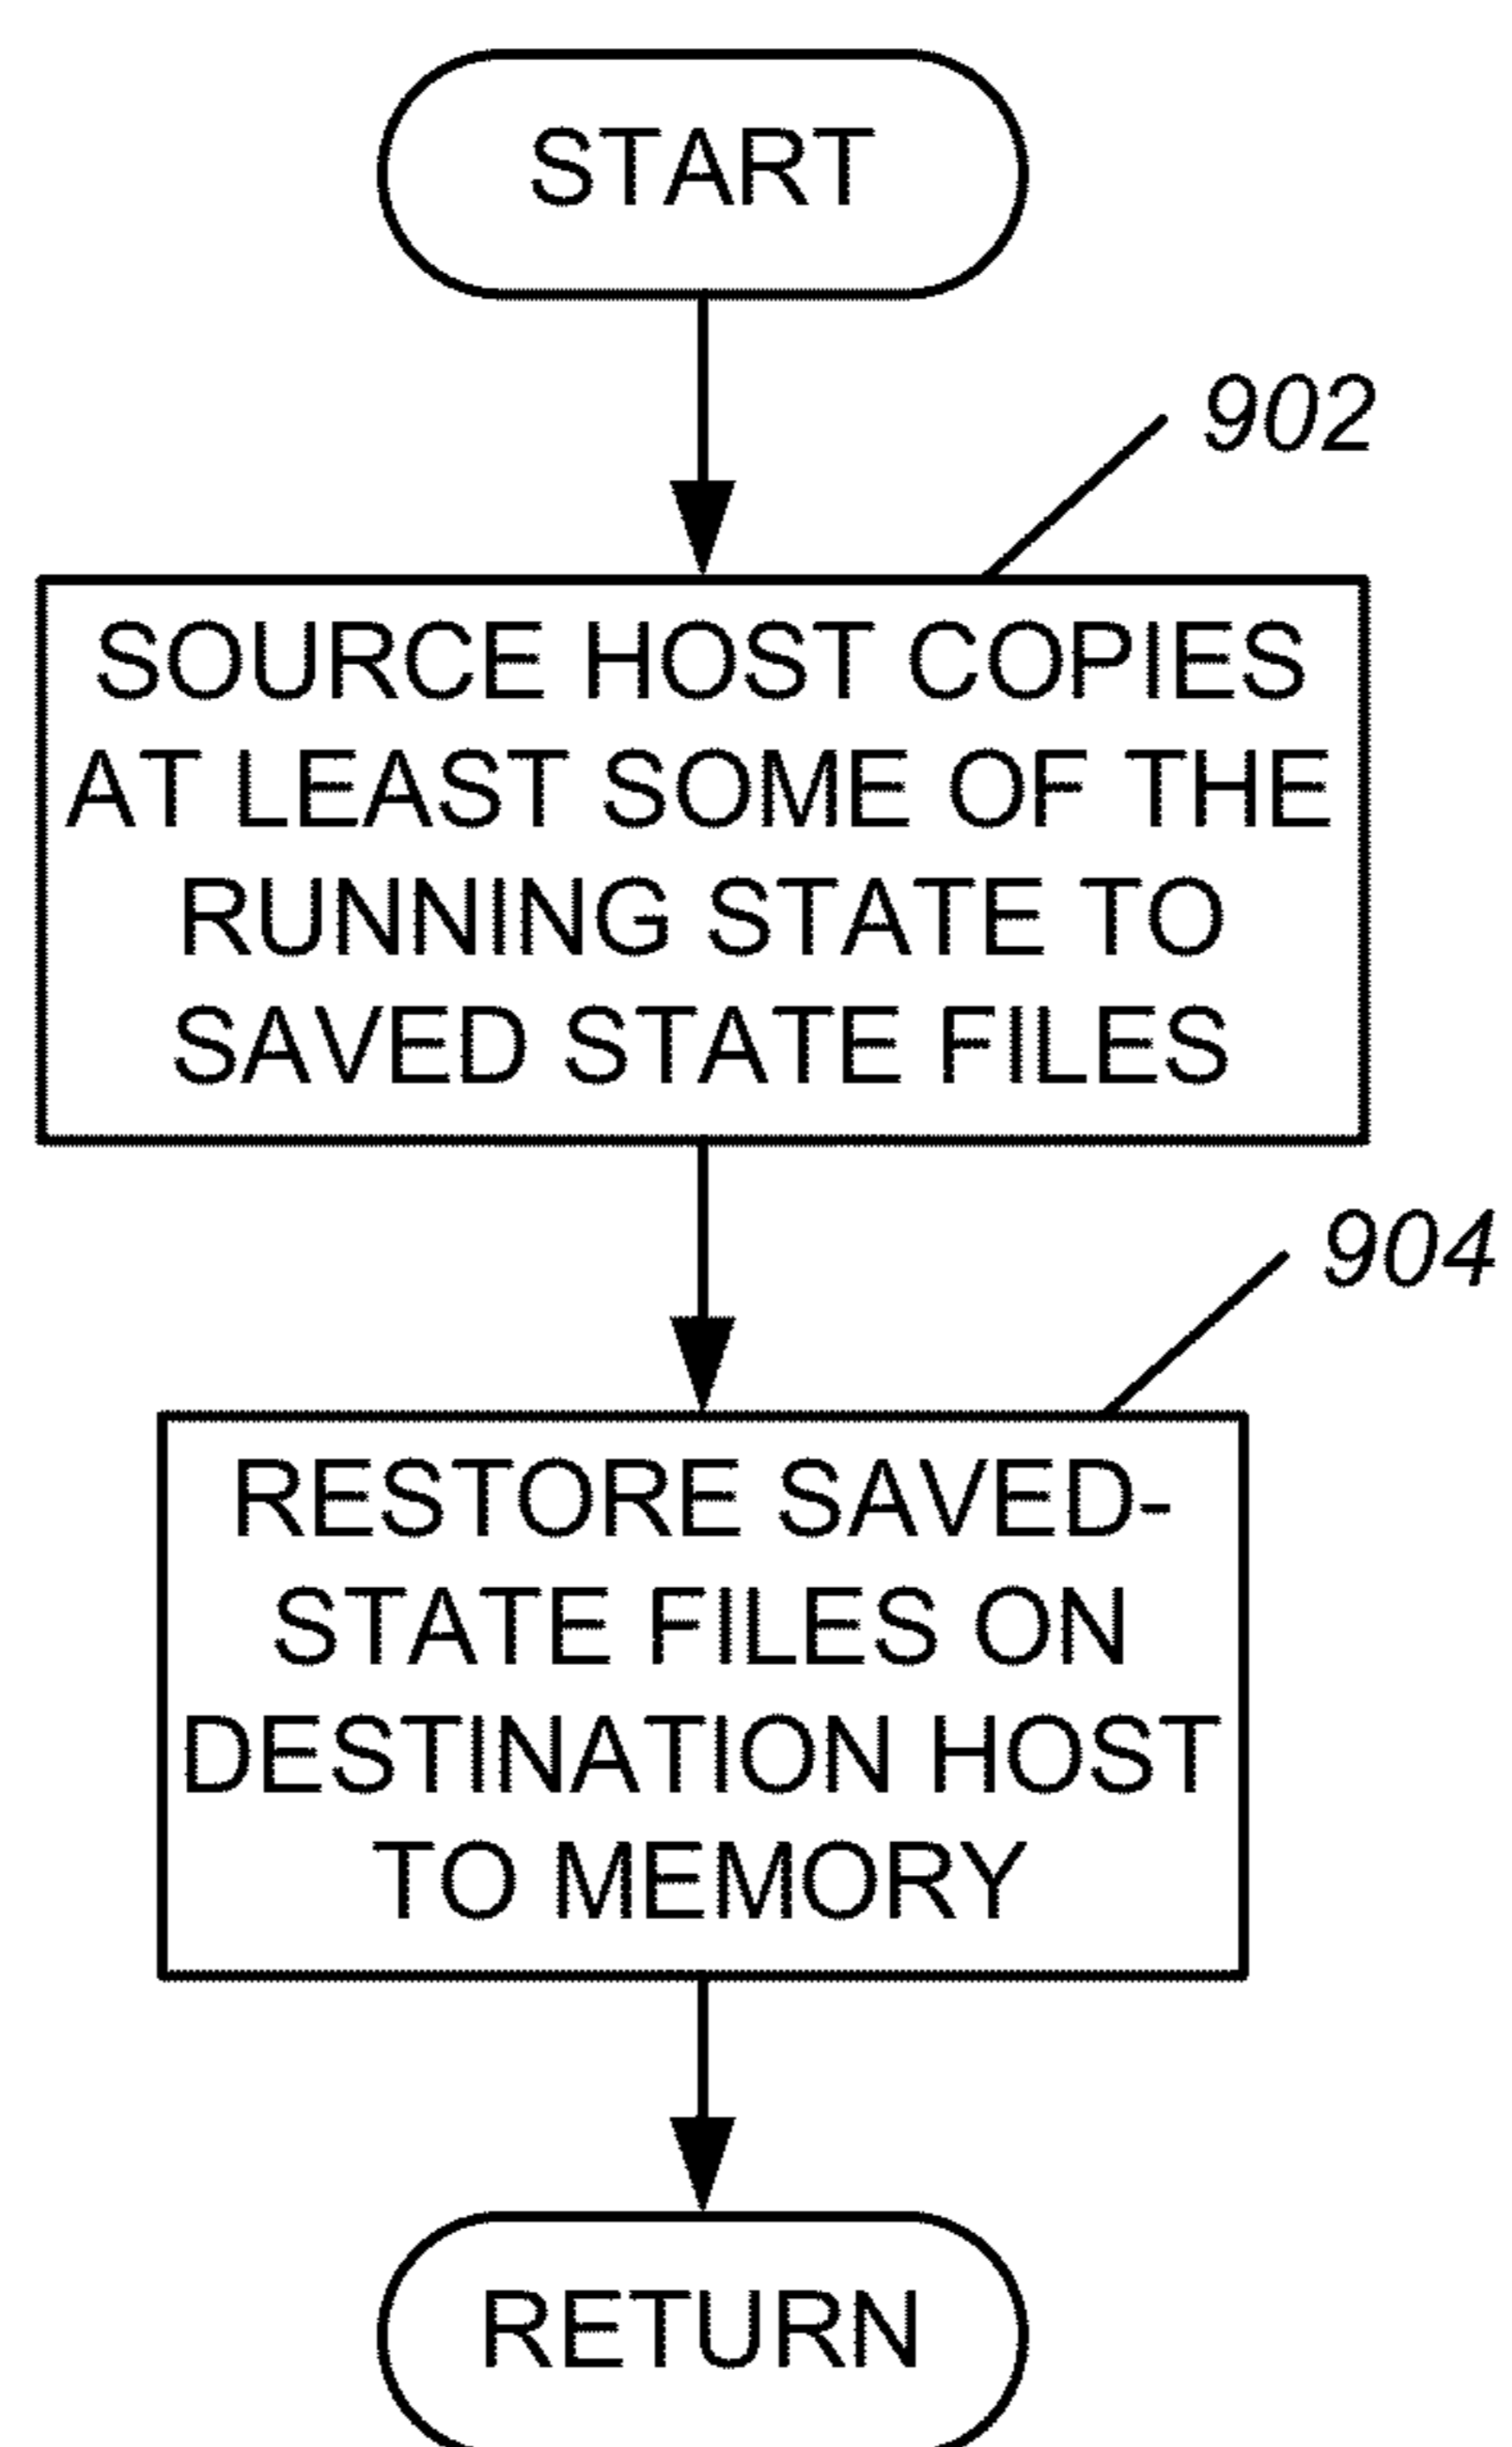 START
902
SOURCE HOST COPIES
AT LEAST SOME OF THE
RUNNING STATE TO
SAVED STATE FILES
904
RESTORE SAVED-
STATE FILES ON
DESTINATION HOST
TO MEMORY
RETURN